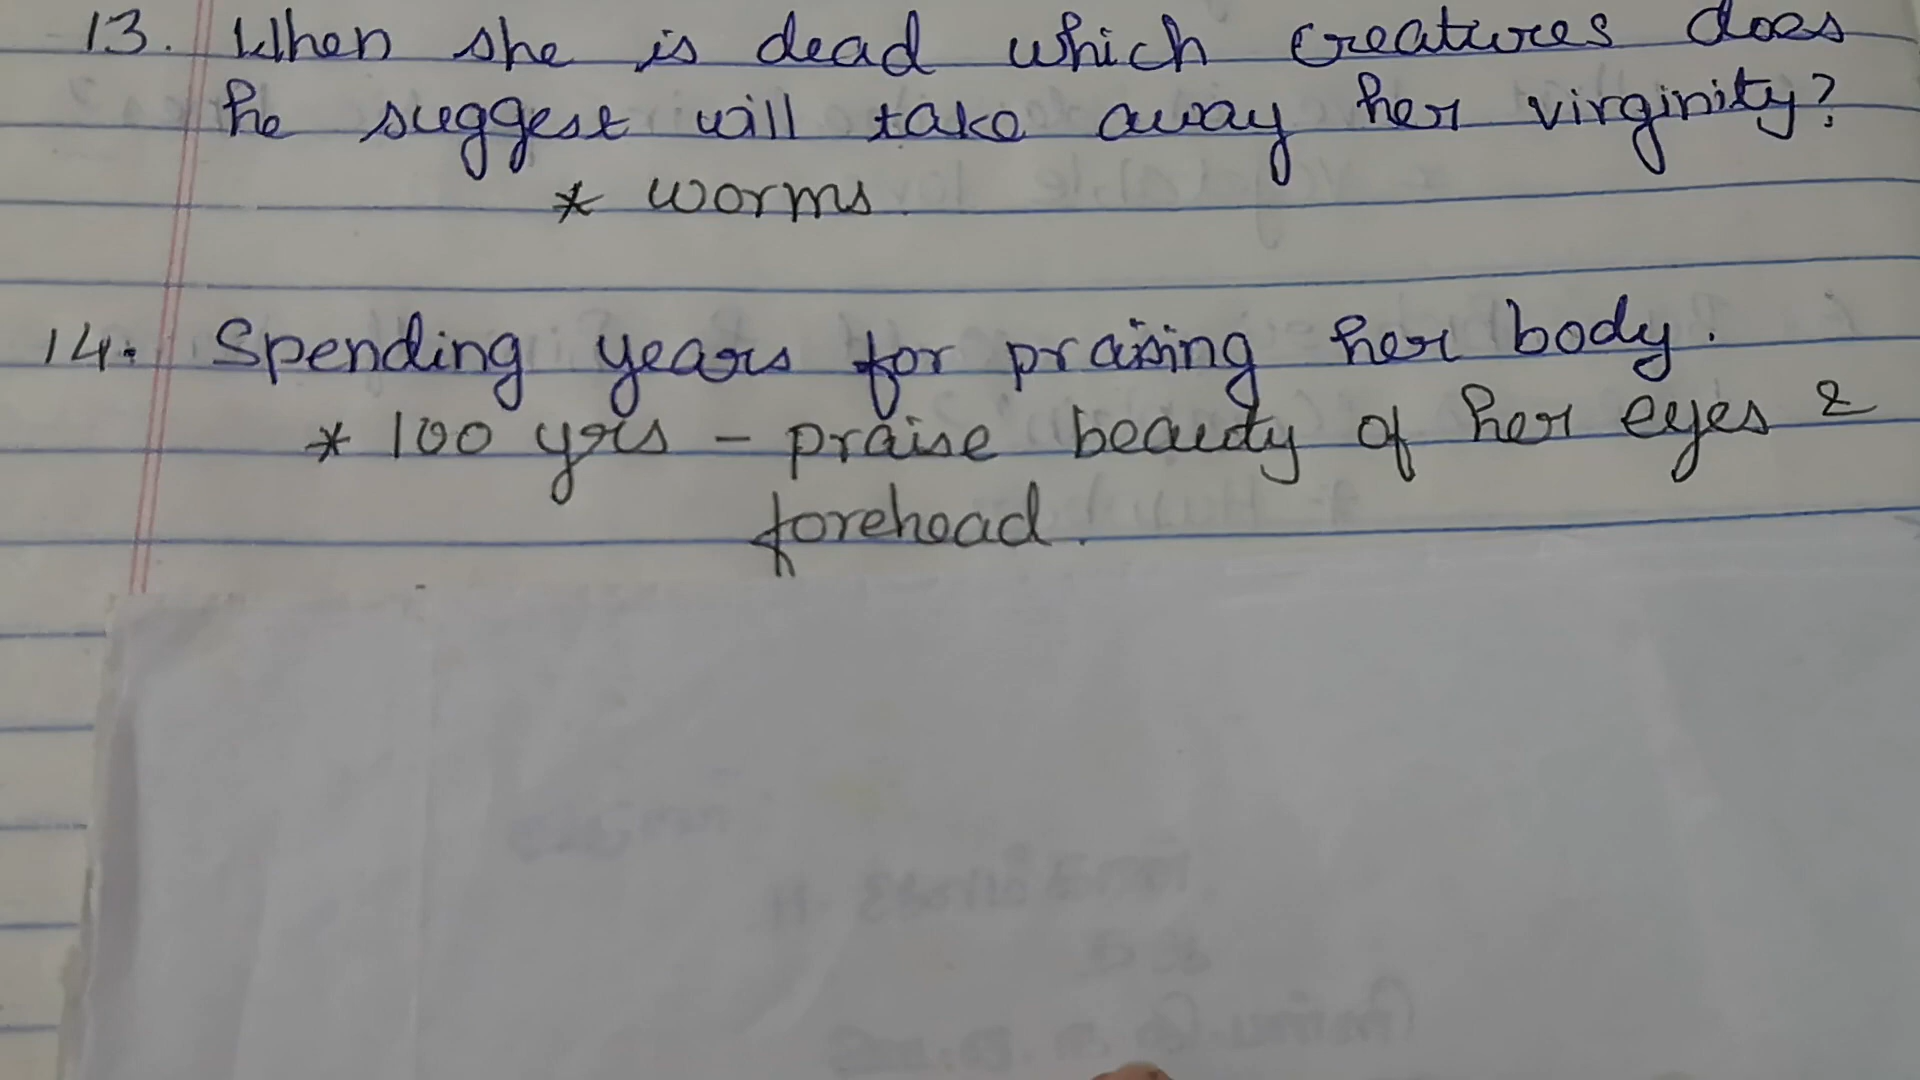 13. When she is dead which creatures does
he suggest will take away her virginity?
* worms.
14. Spending years for praising her body.
* 100 yrs - praise beauty of her eyes &
forehead.